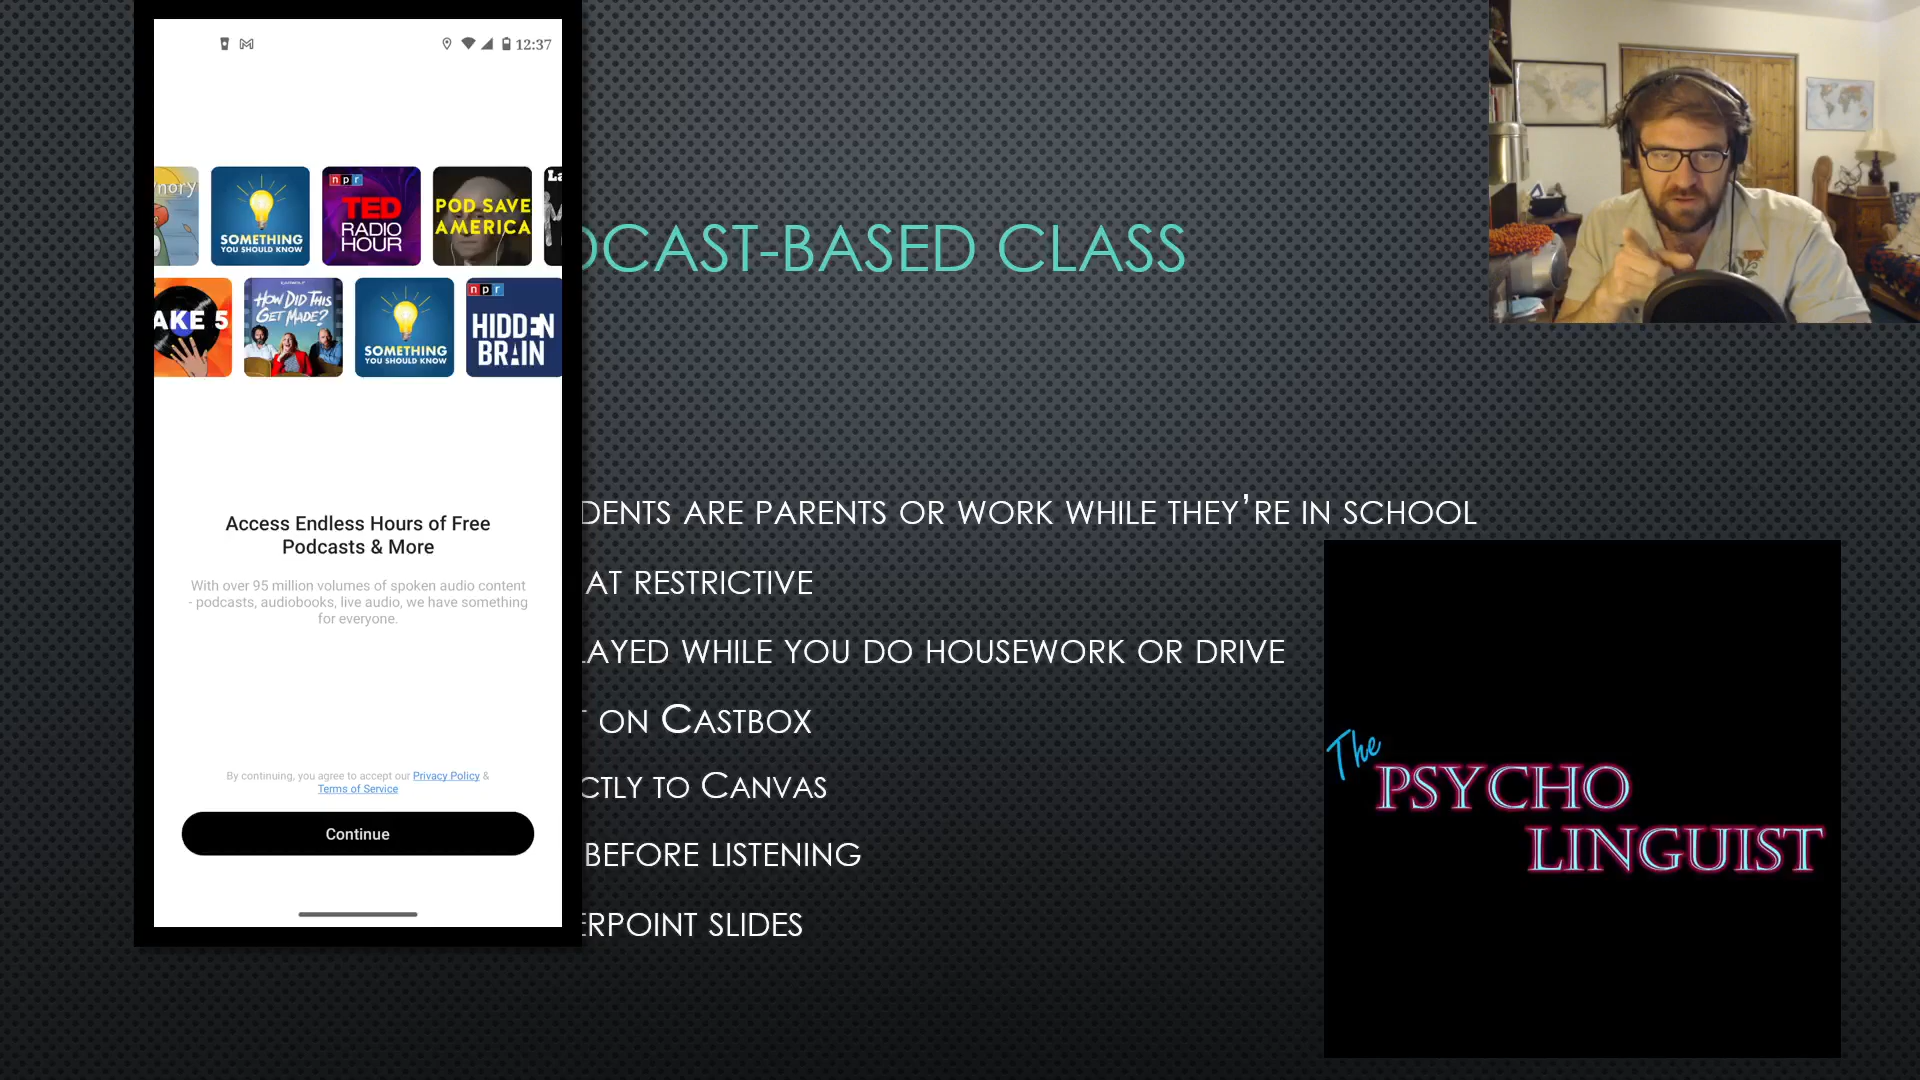 12:37
SOMETHING
YOU SHOULD KNOW
npr
TED
RADIO
HOUR
POD SAVE
AMERICA
AKE 5
HOW DID THIS
GET MADE?
SOMETHING
YOU SHOULD KNOW
npr
HIDDEN
BRAIN
Access Endless Hours of Free
Podcasts & More
With over 95 million volumes of spoken audio content
- podcasts, audiobooks, live audio, we have something
for everyone.
By continuing, you agree to accept our Privacy Policy &
Terms of Service
Continue
DCAST-BASED CLASS
DENTS ARE PARENTS OR WORK WHILE THEY'RE IN SCHOOL
AT RESTRICTIVE
LAYED WHILE YOU DO HOUSEWORK OR DRIVE
ON CASTBOX
CTLY TO CANVAS
BEFORE LISTENING
ERPOINT SLIDES
The
PSYCHO
LINGUIST